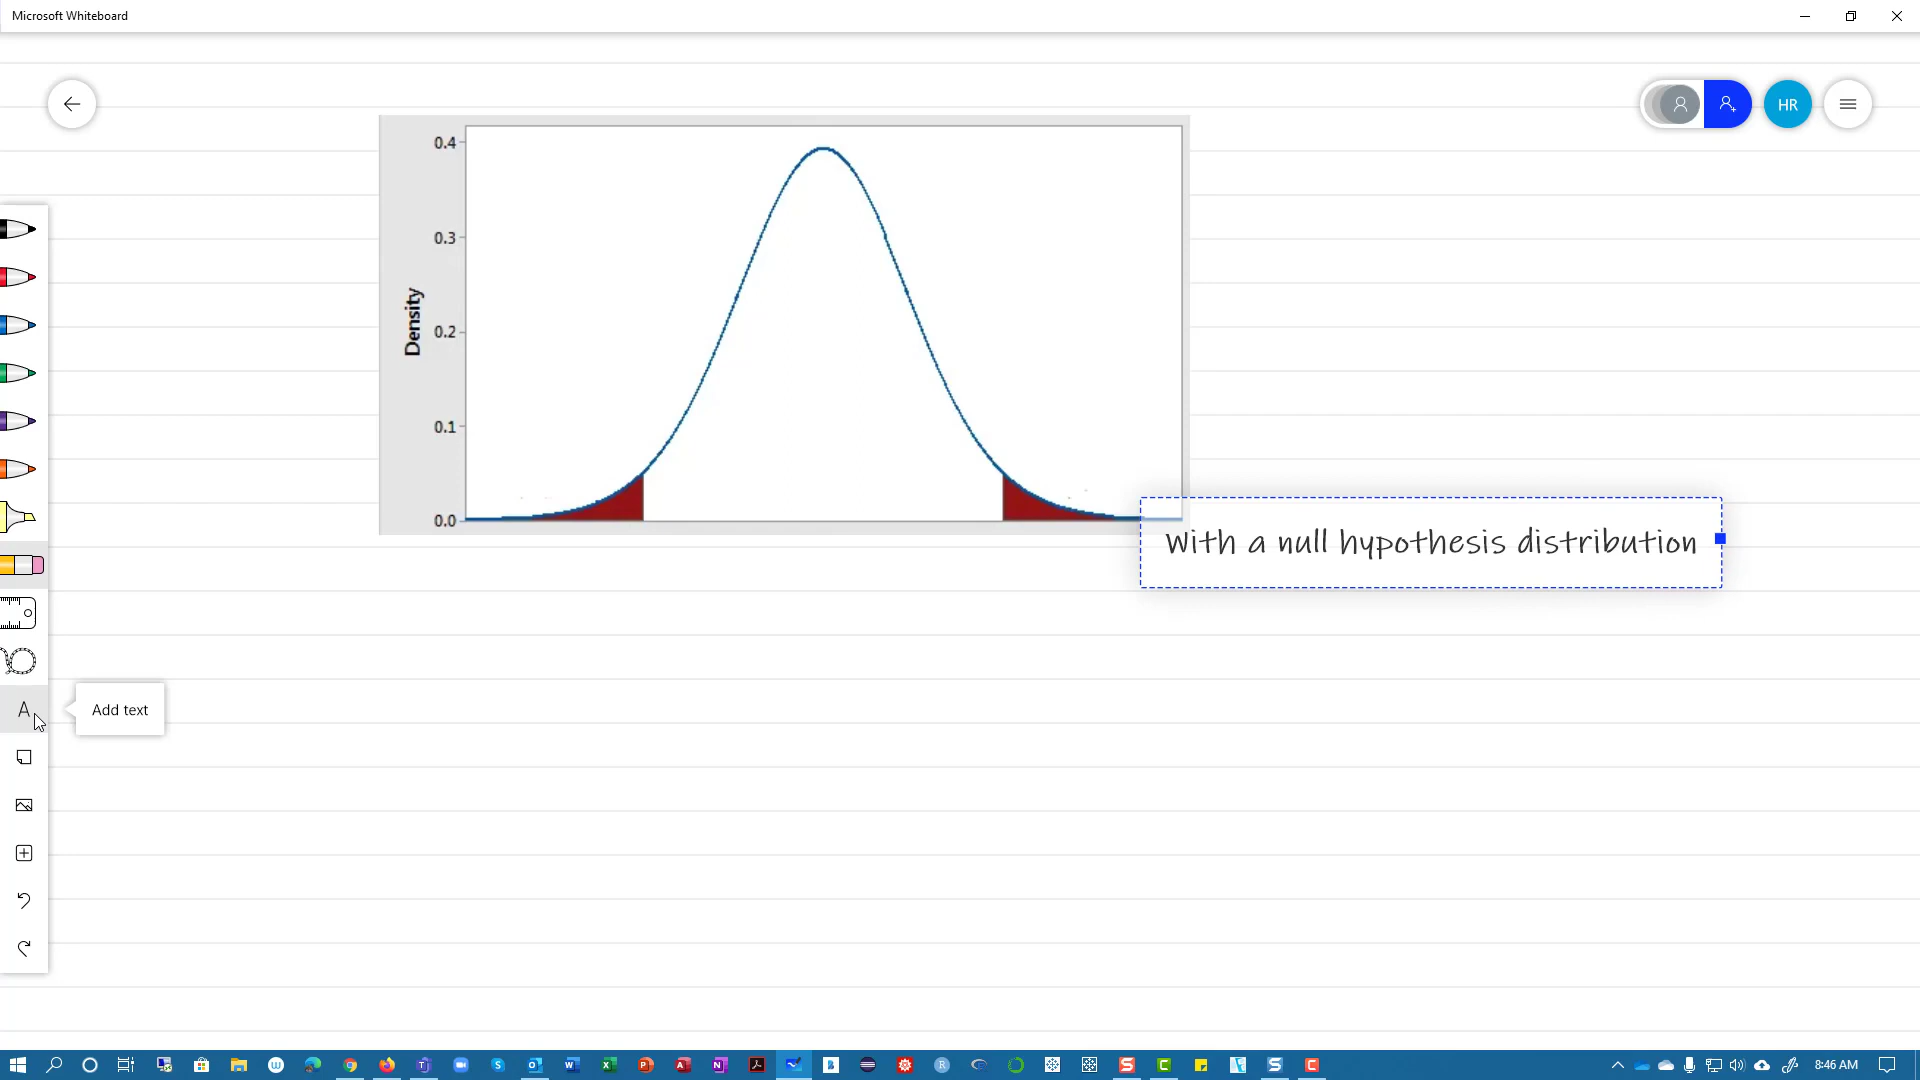 Microsoft Whiteboard
HR
0.4
0.3
Density
0.2
0.1
0.0
With a null hypothesis distribution
A
Add text
8:46 AM